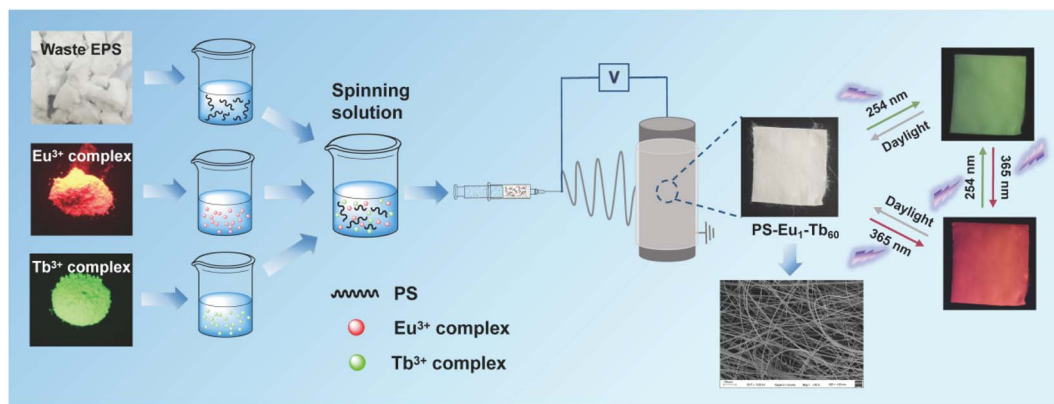 Waste EPS
Eu³⁺ complex
Tb³⁺ complex
Spinning
solution
PS
Eu³⁺ complex
Tb³⁺ complex
V
PS-Eu₁-Tb₆₀
254 nm
Daylight
254 nm
365 nm
Daylight
365 nm